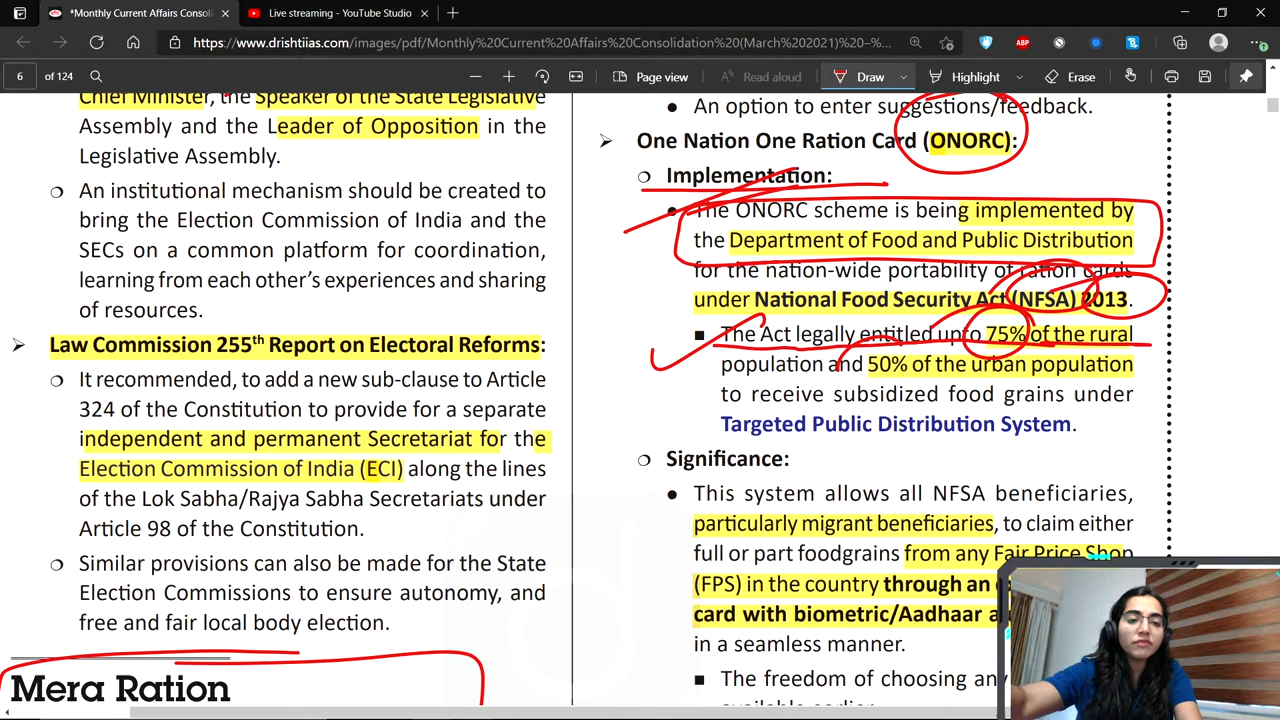 *Monthly Current Affairs Consoli
Live streaming - YouTube Studio
https://www.drishtiias.com/images/pdf/Monthly%20Current%20Affairs%20Consolidation%20(March%202021)%20–%...
6 of 124
Page view
Read aloud
Draw
Highlight
Erase
ABP
Chief Minister, the Speaker of the State Legislative
Assembly and the Leader of Opposition in the
Legislative Assembly.
❍ An institutional mechanism should be created to
bring the Election Commission of India and the
SECs on a common platform for coordination,
learning from each other's experiences and sharing
of resources.
➢ Law Commission 255th Report on Electoral Reforms:
❍ It recommended, to add a new sub-clause to Article
324 of the Constitution to provide for a separate
independent and permanent Secretariat for the
Election Commission of India (ECI) along the lines
of the Lok Sabha/Rajya Sabha Secretariats under
Article 98 of the Constitution.
❍ Similar provisions can also be made for the State
Election Commissions to ensure autonomy, and
free and fair local body election.
Mera Ration
● An option to enter suggestions/feedback.
➢ One Nation One Ration Card (ONORC):
❍ Implementation:
● The ONORC scheme is being implemented by
the Department of Food and Public Distribution
for the nation-wide portability of ration cards
under National Food Security Act (NFSA) 2013.
■ The Act legally entitled upto 75% of the rural
population and 50% of the urban population
to receive subsidized food grains under
Targeted Public Distribution System.
❍ Significance:
● This system allows all NFSA beneficiaries,
particularly migrant beneficiaries, to claim either
full or part foodgrains from any Fair Price Shop
(FPS) in the country through an
card with biometric/Aadhaar
in a seamless manner.
■ The freedom of choosing any
available earlier